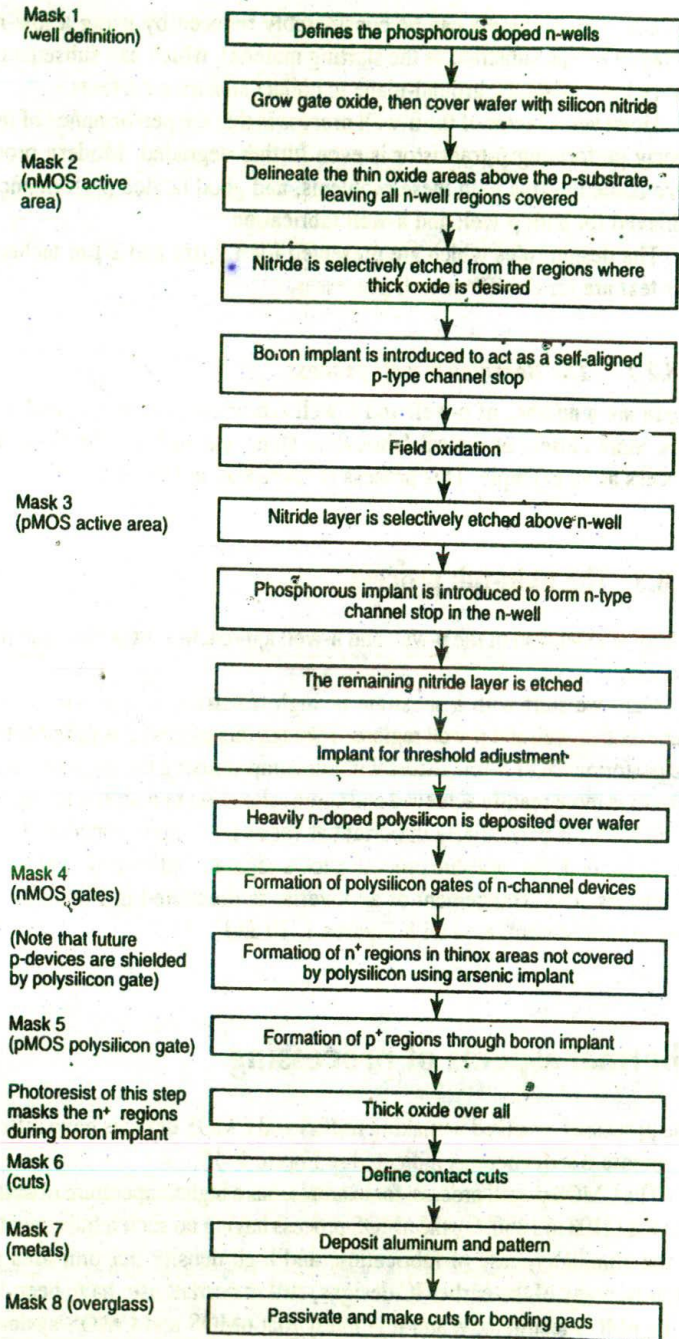 Mask 1
(well definition)
Defines the phosphorous doped n-wells
Grow gate oxide, then cover wafer with silicon nitride
Mask 2
(nMOS active
area)
Delineate the thin oxide areas above the p-substrate,
leaving all n-well regions covered
Nitride is selectively etched from the regions where
thick oxide is desired
Boron implant is introduced to act as a self-aligned
p-type channel stop
Field oxidation
Mask 3
(pMOS active area)
Nitride layer is selectively etched above n-well
Phosphorous implant is introduced to form n-type
channel stop in the n-well
The remaining nitride layer is etched
Implant for threshold adjustment
Heavily n-doped polysilicon is deposited over wafer
Mask 4
(nMOS gates)
Formation of polysilicon gates of n-channel devices
(Note that future
p-devices are shielded
by polysilicon gate)
Formation of n⁺ regions in thinox areas not covered
by polysilicon using arsenic implant
Mask 5
(pMOS polysilicon gate)
Formation of p⁺ regions through boron implant
Photoresist of this step
masks the n⁺ regions
during boron implant
Thick oxide over all
Mask 6
(cuts)
Define contact cuts
Mask 7
(metals)
Deposit aluminum and pattern
Mask 8 (overglass)
Passivate and make cuts for bonding pads